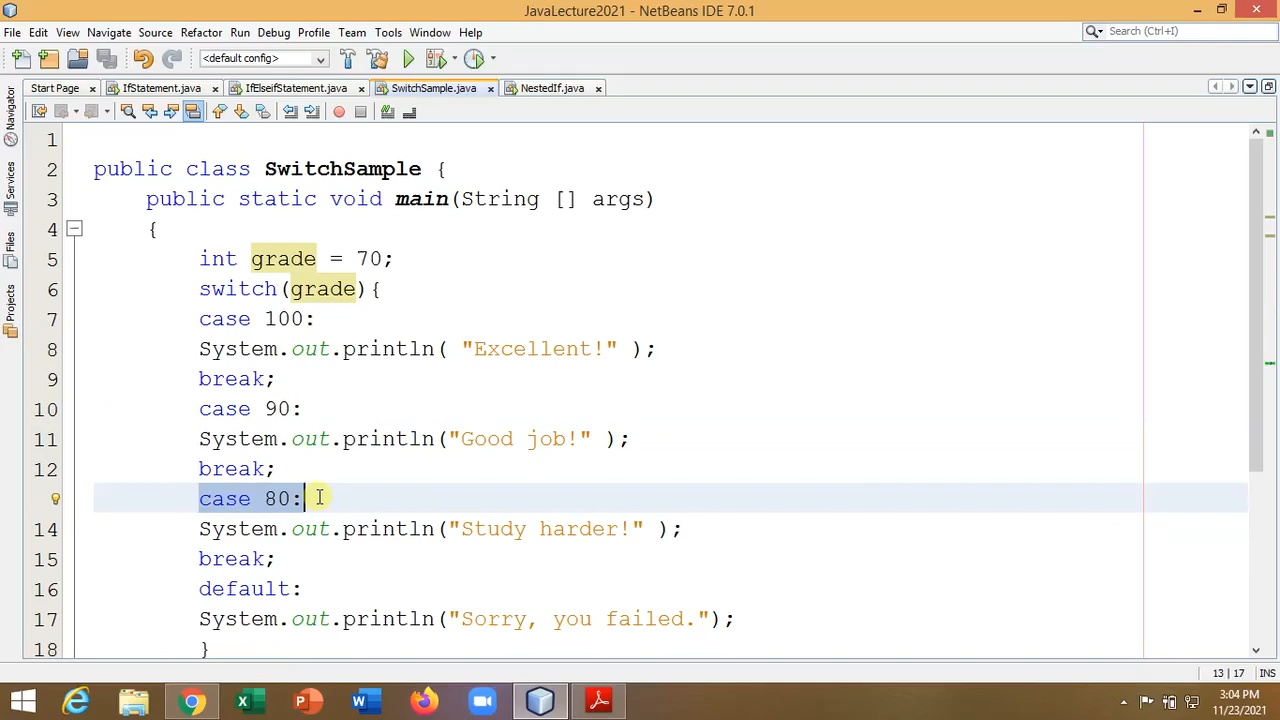 JavaLecture2021 - NetBeans IDE 7.0.1
File Edit View Navigate Source Refactor Run Debug Profile Team Tools Window Help
Search (Ctrl+I)
<default config>
Start Page IfStatement.java IfElseifStatement.java SwitchSample.java NestedIf.java
Navigator
Services
Files
Projects
1
2 public class SwitchSample {
3 public static void main(String [] args)
4 {
5 int grade = 70;
6 switch(grade){
7 case 100:
8 System.out.println( "Excellent!" );
9 break;
10 case 90:
11 System.out.println("Good job!" );
12 break;
case 80:
14 System.out.println("Study harder!" );
15 break;
16 default:
17 System.out.println("Sorry, you failed.");
18 }
13 | 17 INS
3:04 PM
11/23/2021